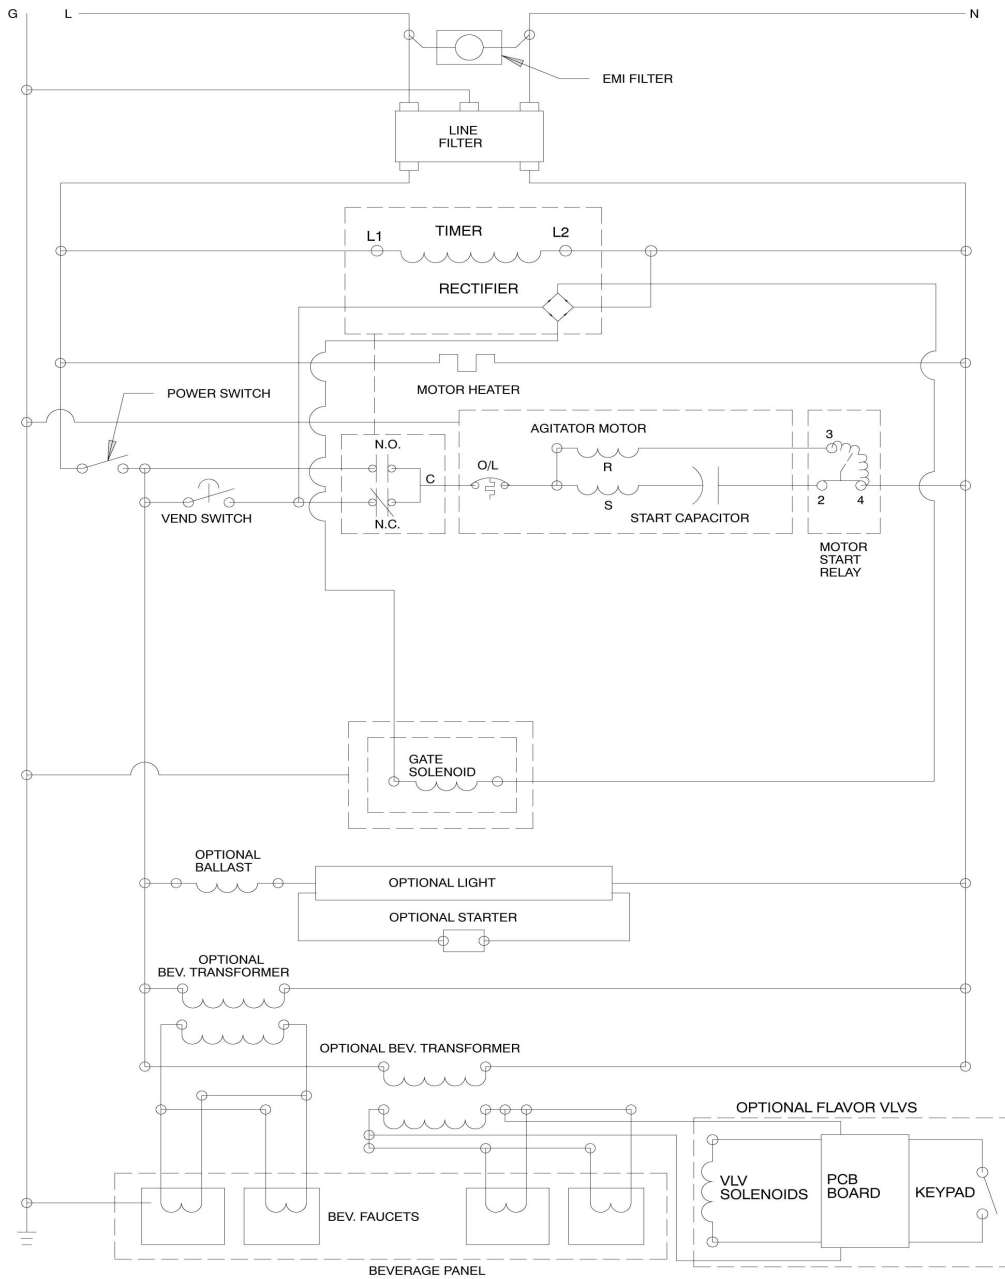 G
L
N
EMI FILTER
LINE
FILTER
L1
TIMER
L2
RECTIFIER
MOTOR HEATER
POWER SWITCH
N.O.
AGITATOR MOTOR
3
O/L
R
C
S
2
4
VEND SWITCH
N.C.
START CAPACITOR
MOTOR
START
RELAY
GATE
SOLENOID
OPTIONAL
BALLAST
OPTIONAL LIGHT
OPTIONAL STARTER
OPTIONAL
BEV. TRANSFORMER
OPTIONAL BEV. TRANSFORMER
OPTIONAL FLAVOR VLVS
VLV
SOLENOIDS
PCB
BOARD
KEYPAD
BEV. FAUCETS
BEVERAGE PANEL